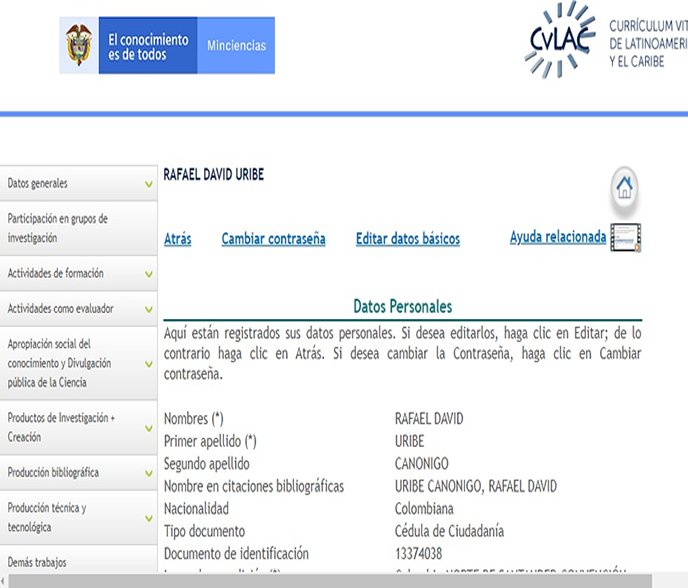 El conocimiento
es de todos
Minciencias
CvLAC
CURRÍCULUM VIT
DE LATINOAMERI
Y EL CARIBE
RAFAEL DAVID URIBE
Atrás Cambiar contraseña Editar datos básicos Ayuda relacionada
Datos generales
Participación en grupos de
investigación
Actividades de formación
Actividades como evaluador
Apropiación social del
conocimiento y Divulgación
pública de la Ciencia
Productos de Investigación +
Creación
Producción bibliográfica
Producción técnica y
tecnológica
Demás trabajos
Datos Personales
Aquí están registrados sus datos personales. Si desea editarlos, haga clic en Editar; de lo
contrario haga clic en Atrás. Si desea cambiar la Contraseña, haga clic en Cambiar
contraseña.
Nombres (*) RAFAEL DAVID
Primer apellido (*) URIBE
Segundo apellido CANONIGO
Nombre en citaciones bibliográficas URIBE CANONIGO, RAFAEL DAVID
Nacionalidad Colombiana
Tipo documento Cédula de Ciudadanía
Documento de identificación 13374038